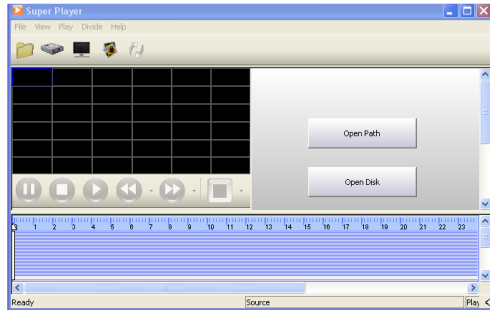 Super Player
File View Play Divide Help
Open Path
Open Disk
1 2 3 4 5 6 7 8 9 10 11 12 13 14 15 16 17 18 19 20 21 22 23
Ready Source Play